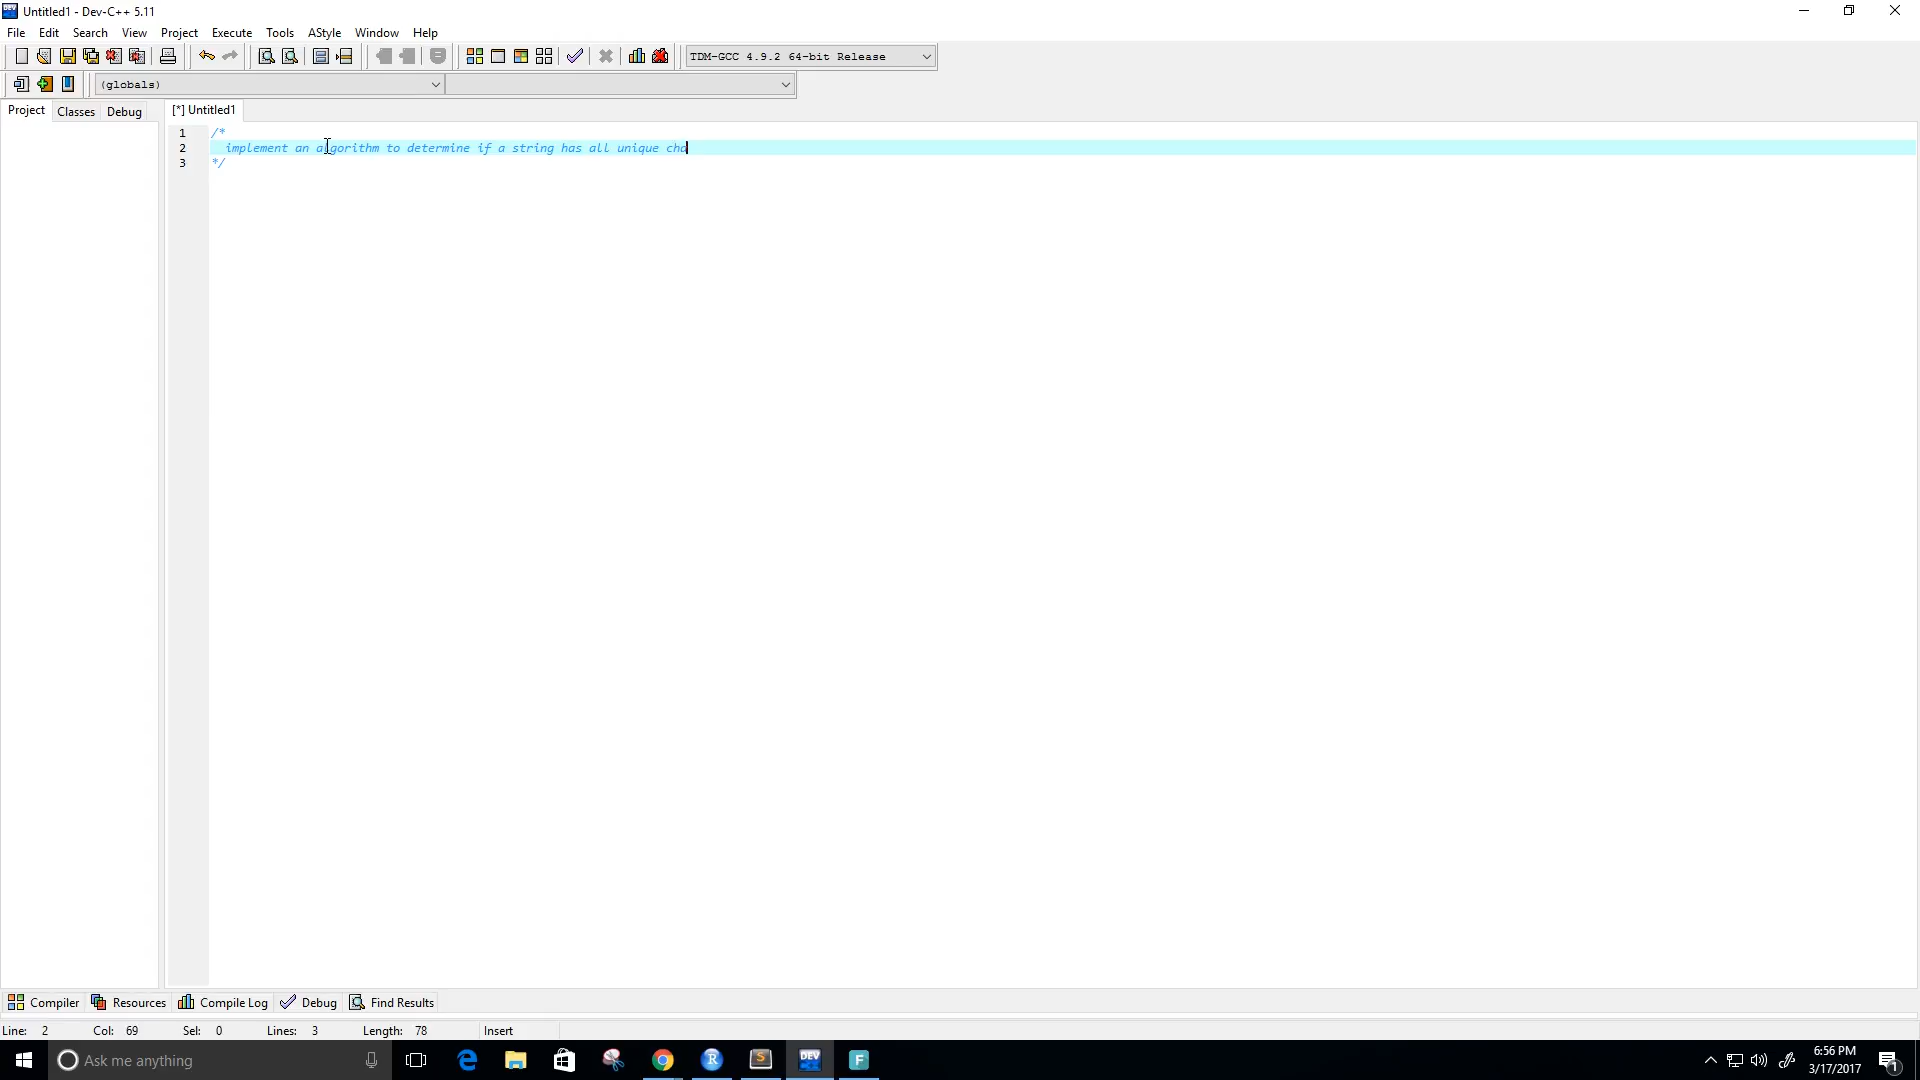 Untitled1 - Dev-C++ 5.11
File Edit Search View Project Execute Tools AStyle Window Help
TDM-GCC 4.9.2 64-bit Release
(globals)
Project Classes Debug [*] Untitled1
1 /*
2 implement an algorithm to determine if a string has all unique cha
3 */
Compiler Resources Compile Log Debug Find Results
Line: 2 Col: 69 Sel: 0 Lines: 3 Length: 78 Insert
Ask me anything
6:56 PM
3/17/2017